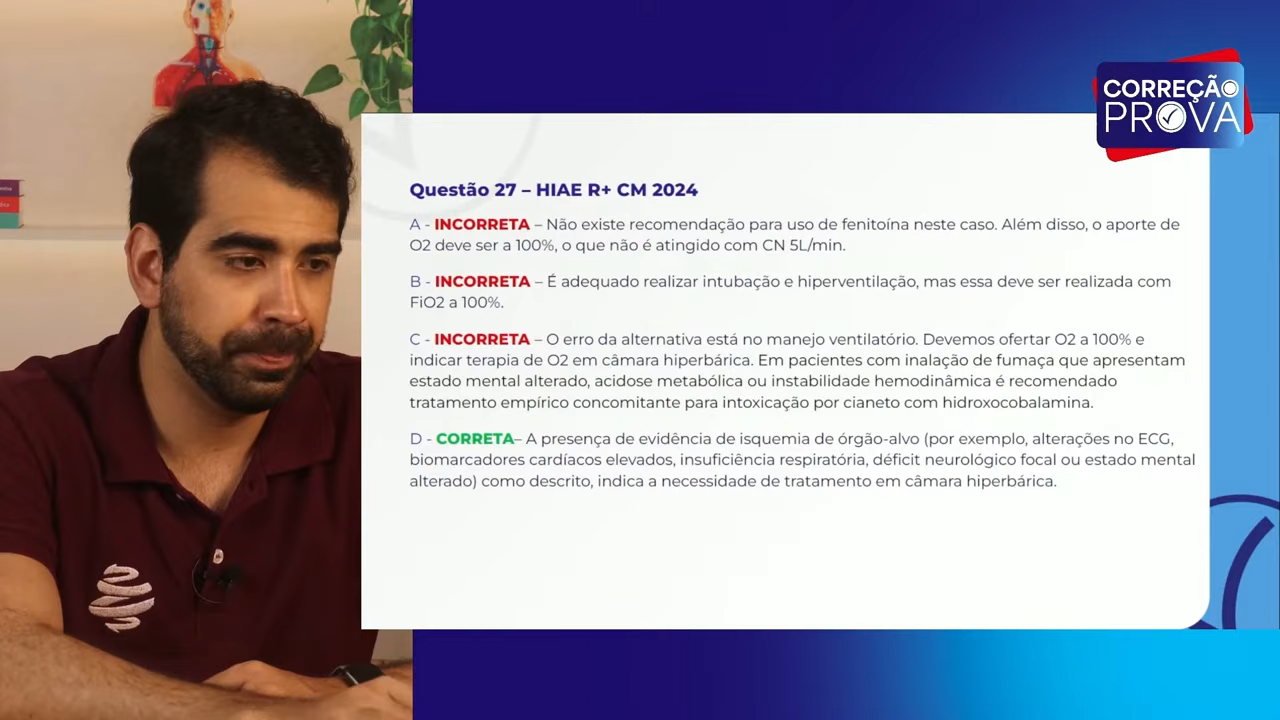 CORREÇÃO
PROVA
Questão 27 – HIAE R+ CM 2024
A - INCORRETA – Não existe recomendação para uso de fenitoína neste caso. Além disso, o aporte de
O2 deve ser a 100%, o que não é atingido com CN 5L/min.
B - INCORRETA – É adequado realizar intubação e hiperventilação, mas essa deve ser realizada com
FiO2 a 100%.
C - INCORRETA – O erro da alternativa está no manejo ventilatório. Devemos ofertar O2 a 100% e
indicar terapia de O2 em câmara hiperbárica. Em pacientes com inalação de fumaça que apresentam
estado mental alterado, acidose metabólica ou instabilidade hemodinâmica é recomendado
tratamento empírico concomitante para intoxicação por cianeto com hidroxocobalamina.
D - CORRETA– A presença de evidência de isquemia de órgão-alvo (por exemplo, alterações no ECG,
biomarcadores cardíacos elevados, insuficiência respiratória, déficit neurológico focal ou estado mental
alterado) como descrito, indica a necessidade de tratamento em câmara hiperbárica.